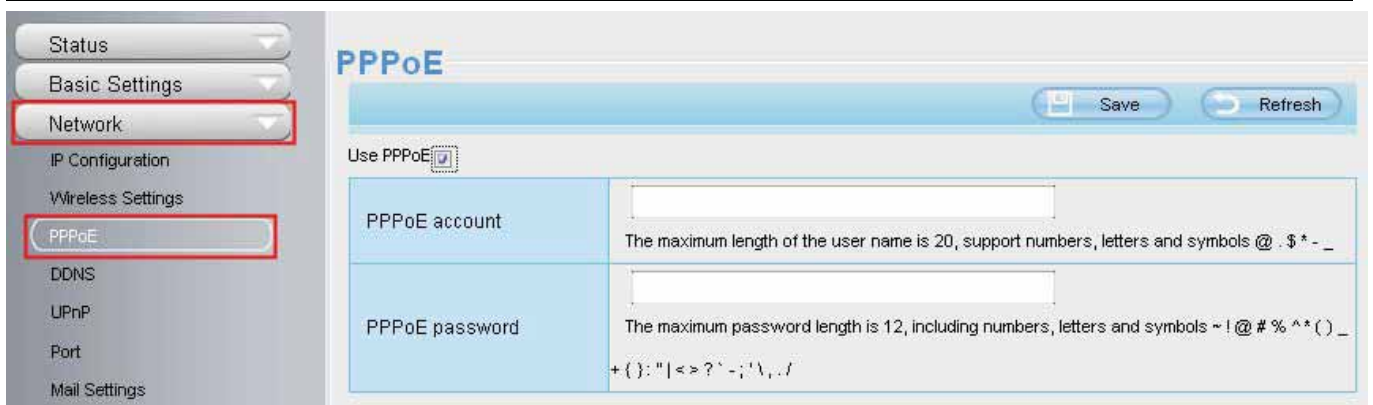 Status
Basic Settings
Network
IP Configuration
Wireless Settings
PPPoE
DDNS
UPnP
Port
Mail Settings
PPPoE
Save
Refresh
Use PPPoE
PPPoE account
The maximum length of the user name is 20, support numbers, letters and symbols @ . $ * - _
PPPoE password
The maximum password length is 12, including numbers, letters and symbols ~ ! @ # % ^ * ( ) _
+ { } : " | < > ? ` - ; ' \ , . /